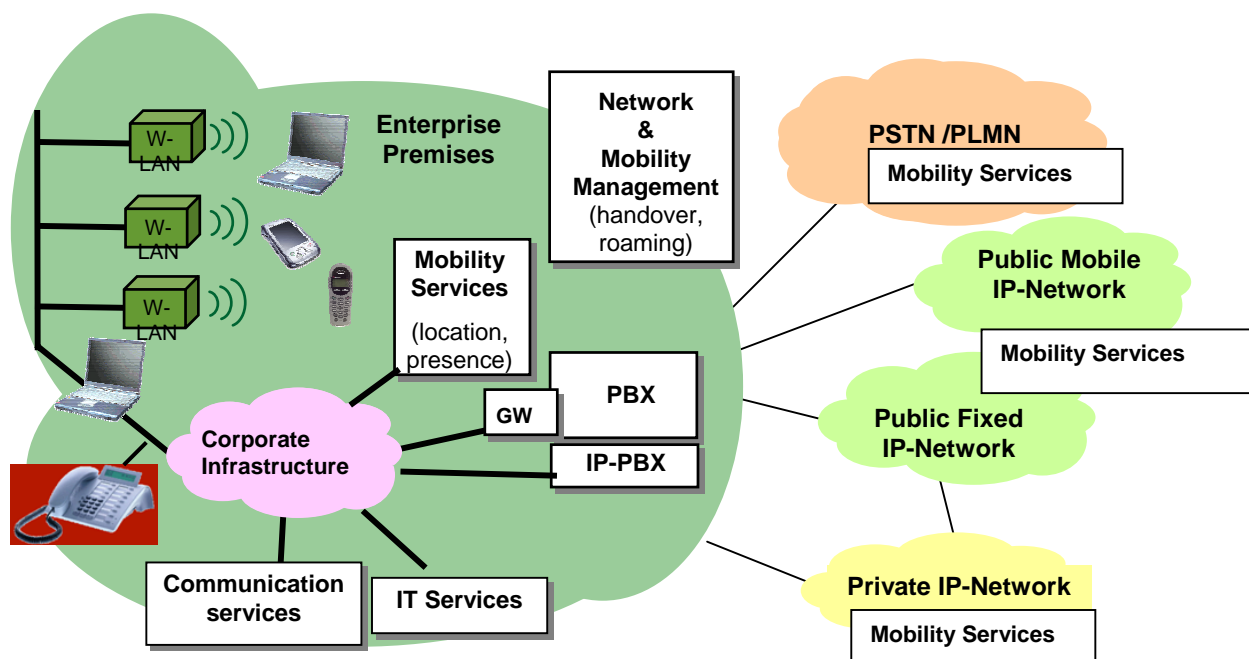 W-
LAN
W-
LAN
W-
LAN
Enterprise
Premises
Network
&
Mobility
Management
(handover,
roaming)
Mobility
Services
(location,
presence)
GW
PBX
IP-PBX
Corporate
Infrastructure
Communication
services
IT Services
PSTN /PLMN
Mobility Services
Public Mobile
IP-Network
Mobility Services
Public Fixed
IP-Network
Private IP-Network
Mobility Services